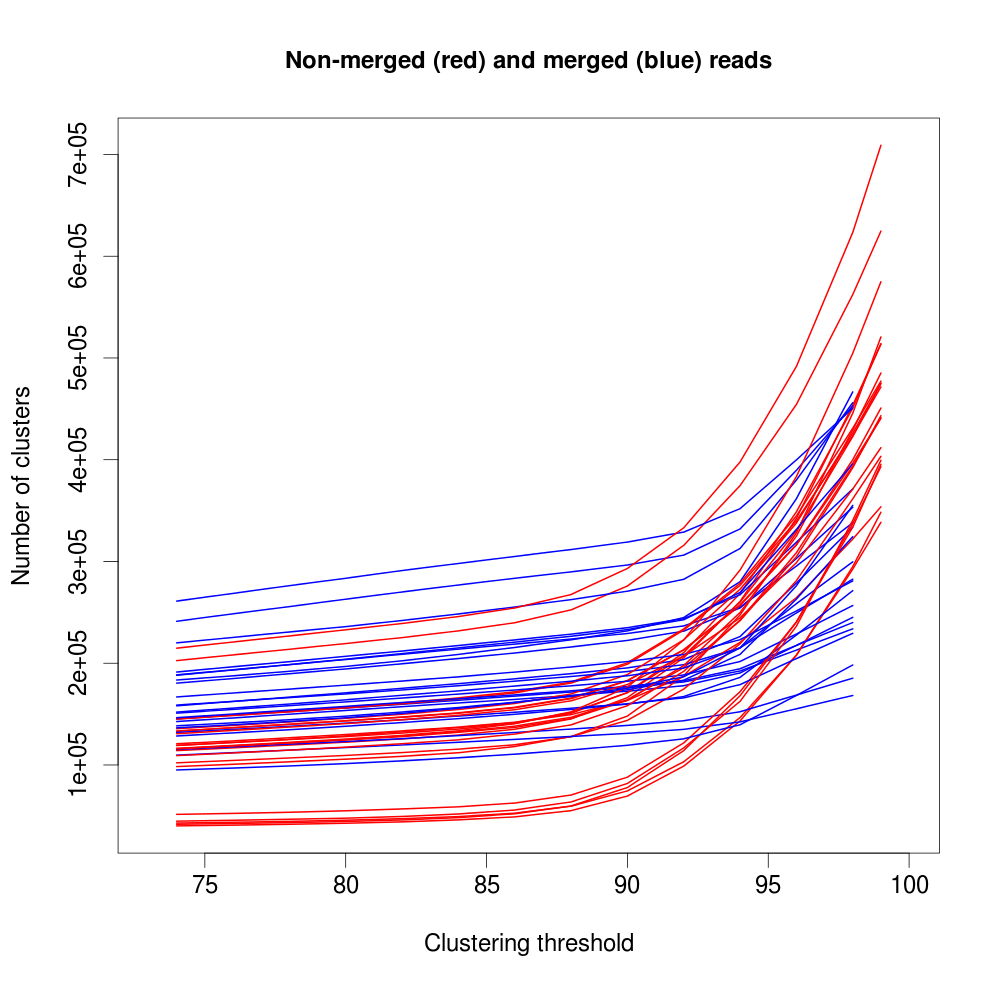 Non-merged (red) and merged (blue) reads
Number of clusters
7e+05
6e+05
5e+05
4e+05
3e+05
2e+05
1e+05
75 80 85 90 95 100
Clustering threshold